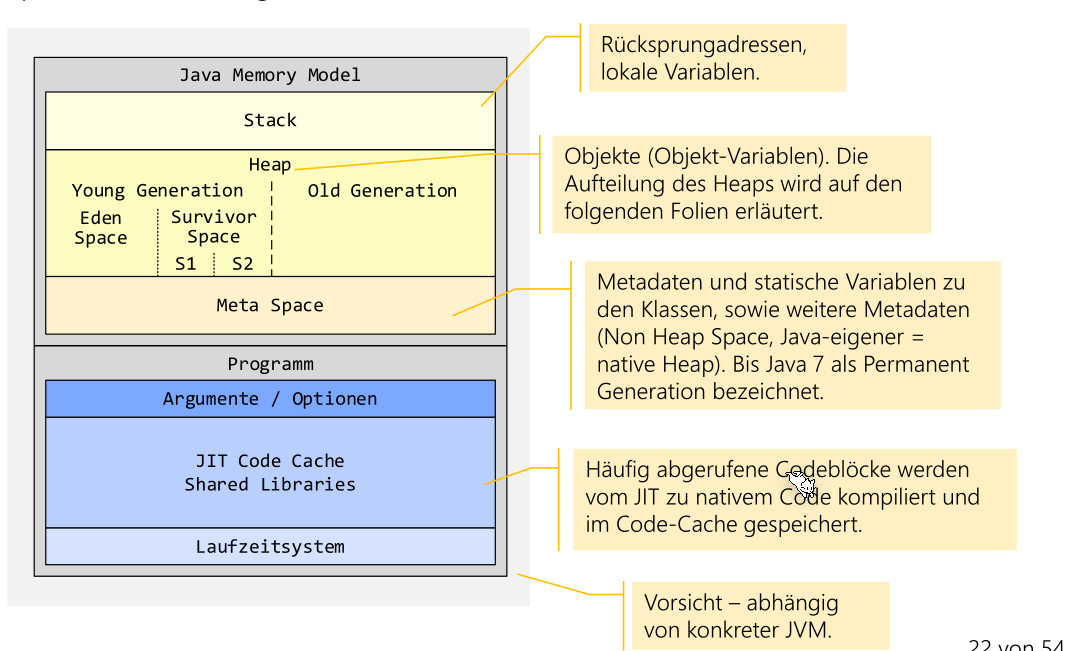 Java Memory Model
Stack
Heap
Young Generation
Old Generation
Eden
Space
Survivor
Space
S1
S2
Meta Space
Programm
Argumente / Optionen
JIT Code Cache
Shared Libraries
Laufzeitsystem
Rücksprungadressen,
lokale Variablen.
Objekte (Objekt-Variablen). Die
Aufteilung des Heaps wird auf den
folgenden Folien erläutert.
Metadaten und statische Variablen zu
den Klassen, sowie weitere Metadaten
(Non Heap Space, Java-eigener =
native Heap). Bis Java 7 als Permanent
Generation bezeichnet.
Häufig abgerufene Codeblöcke werden
vom JIT zu nativem Code kompiliert und
im Code-Cache gespeichert.
Vorsicht – abhängig
von konkreter JVM.
22 von 54